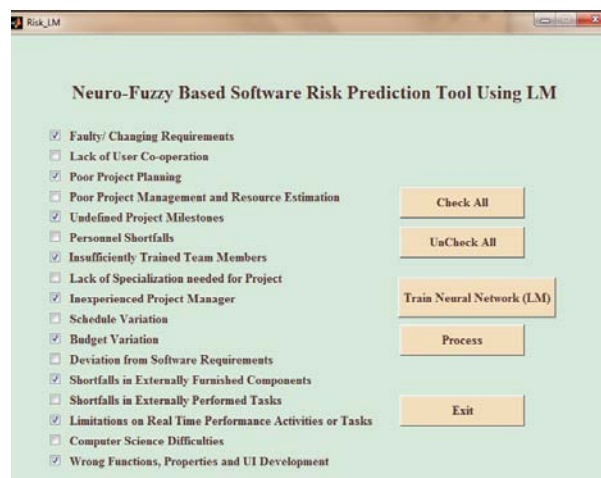 Risk_LM
Neuro-Fuzzy Based Software Risk Prediction Tool Using LM
Faulty/ Changing Requirements
Lack of User Co-operation
Poor Project Planning
Poor Project Management and Resource Estimation
Undefined Project Milestones
Personnel Shortfalls
Insufficiently Trained Team Members
Lack of Specialization needed for Project
Inexperienced Project Manager
Schedule Variation
Budget Variation
Deviation from Software Requirements
Shortfalls in Externally Furnished Components
Shortfalls in Externally Performed Tasks
Limitations on Real Time Performance Activities or Tasks
Computer Science Difficulties
Wrong Functions, Properties and UI Development
Check All
UnCheck All
Train Neural Network (LM)
Process
Exit